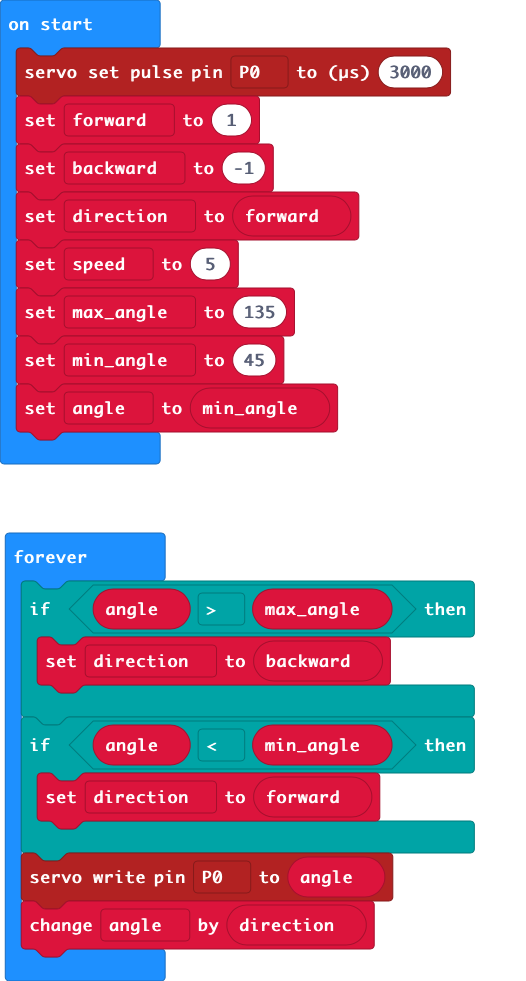 on start
servo set pulse pin P0 to (µs) 3000
set forward to 1
set backward to -1
set direction to forward
set speed to 5
set max_angle to 135
set min_angle to 45
set angle to min_angle
forever
if angle > max_angle then
set direction to backward
if angle < min_angle then
set direction to forward
servo write pin P0 to angle
change angle by direction